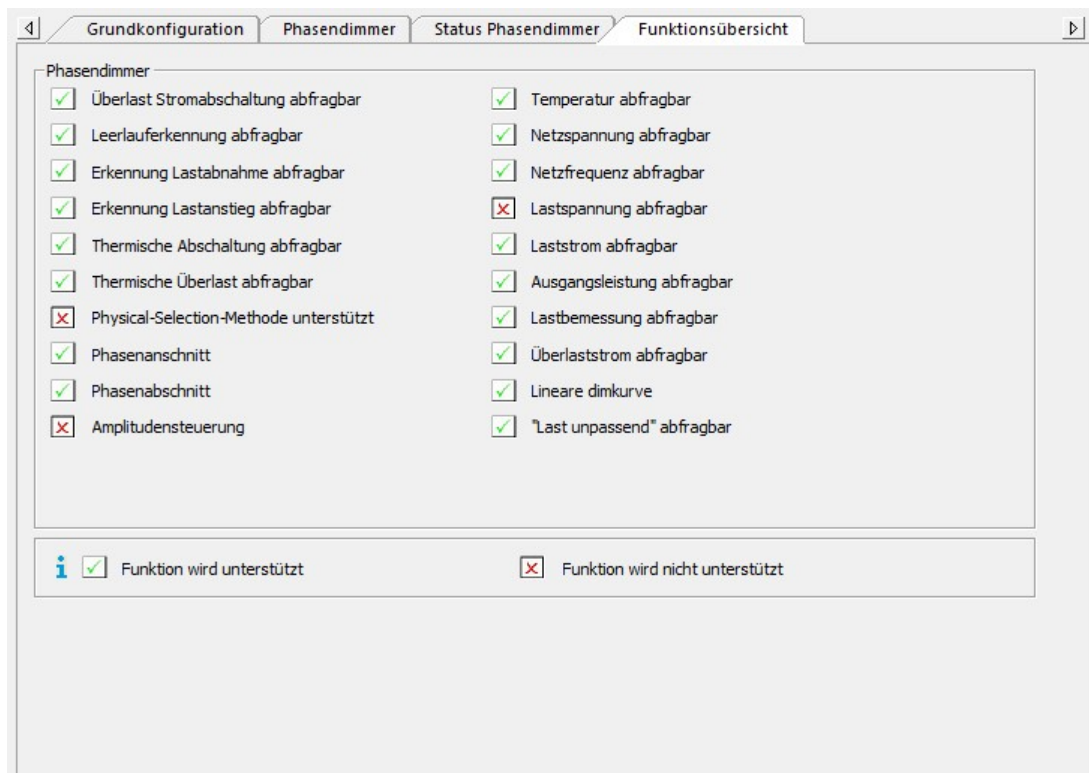 Grundkonfiguration
Phasendimmer
Status Phasendimmer
Funktionsübersicht
Phasendimmer
Überlast Stromabschaltung abfragbar
Leerlauferkennung abfragbar
Erkennung Lastabnahme abfragbar
Erkennung Lastanstieg abfragbar
Thermische Abschaltung abfragbar
Thermische Überlast abfragbar
Physical-Selection-Methode unterstützt
Phasenanschnitt
Phasenabschnitt
Amplitudensteuerung
Temperatur abfragbar
Netzspannung abfragbar
Netzfrequenz abfragbar
Lastspannung abfragbar
Laststrom abfragbar
Ausgangsleistung abfragbar
Lastbemessung abfragbar
Überlaststrom abfragbar
Lineare dimkurve
"Last unpassend" abfragbar
Funktion wird unterstützt
Funktion wird nicht unterstützt